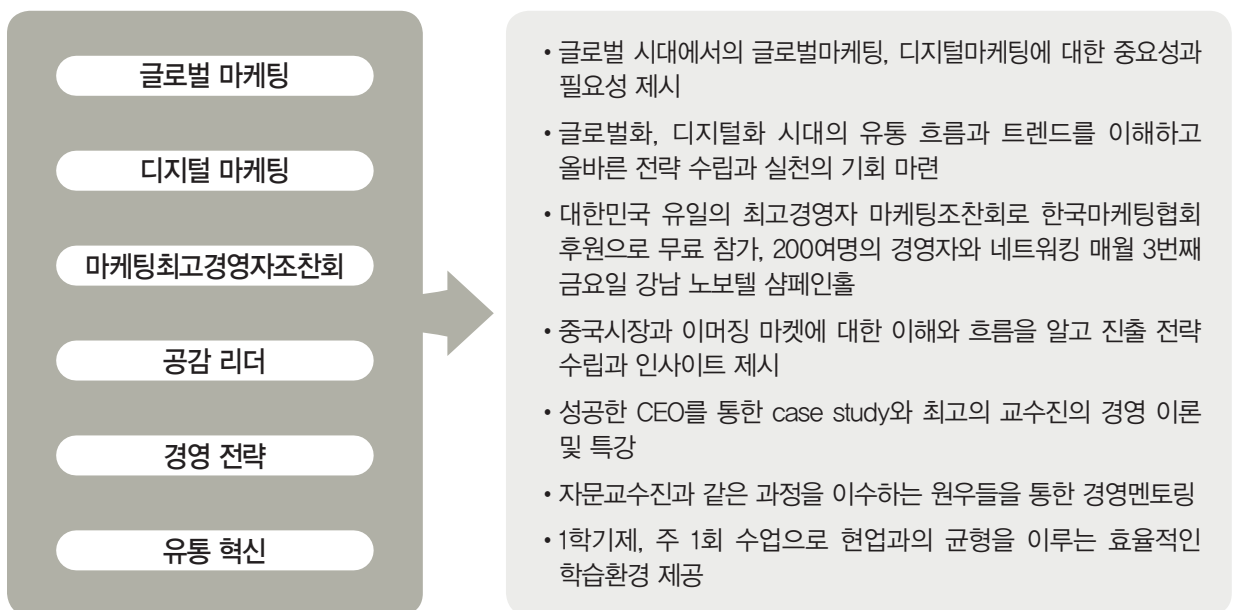 글로벌 마케팅
디지털 마케팅
마케팅최고경영자조찬회
공감 리더
경영 전략
유통 혁신
•글로벌 시대에서의 글로벌마케팅, 디지털마케팅에 대한 중요성과
필요성 제시
•글로벌화, 디지털화 시대의 유통 흐름과 트렌드를 이해하고
올바른 전략 수립과 실천의 기회 마련
•대한민국 유일의 최고경영자 마케팅조찬회로 한국마케팅협회
후원으로 무료 참가, 200여명의 경영자와 네트워킹 매월 3번째
금요일 강남 노보텔 샴페인홀
•중국시장과 이머징 마켓에 대한 이해와 흐름을 알고 진출 전략
수립과 인사이트 제시
•성공한 CEO를 통한 case study와 최고의 교수진의 경영 이론
및 특강
•자문교수진과 같은 과정을 이수하는 원우들을 통한 경영멘토링
•1학기제, 주 1회 수업으로 현업과의 균형을 이루는 효율적인
학습환경 제공